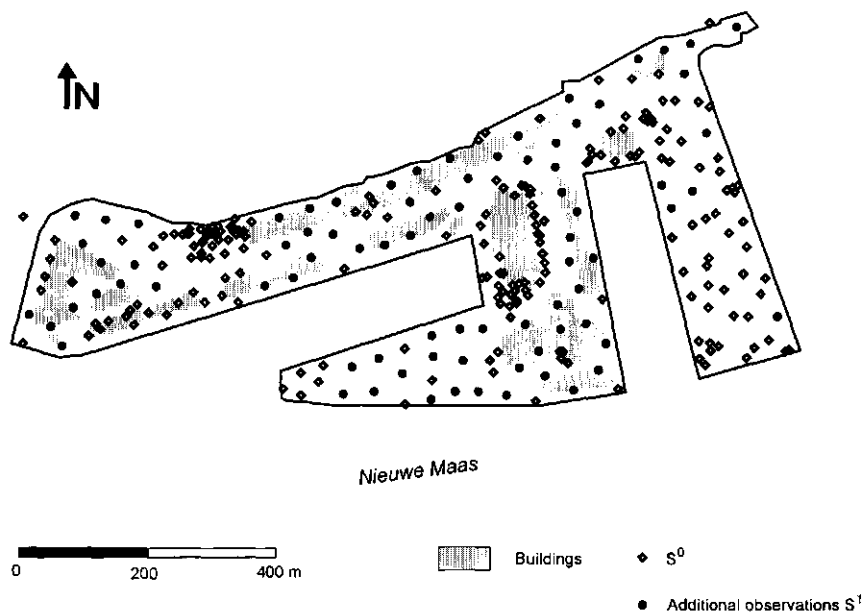 N
Nieuwe Maas
0 200 400 m
Buildings
S⁰
Additional observations S¹